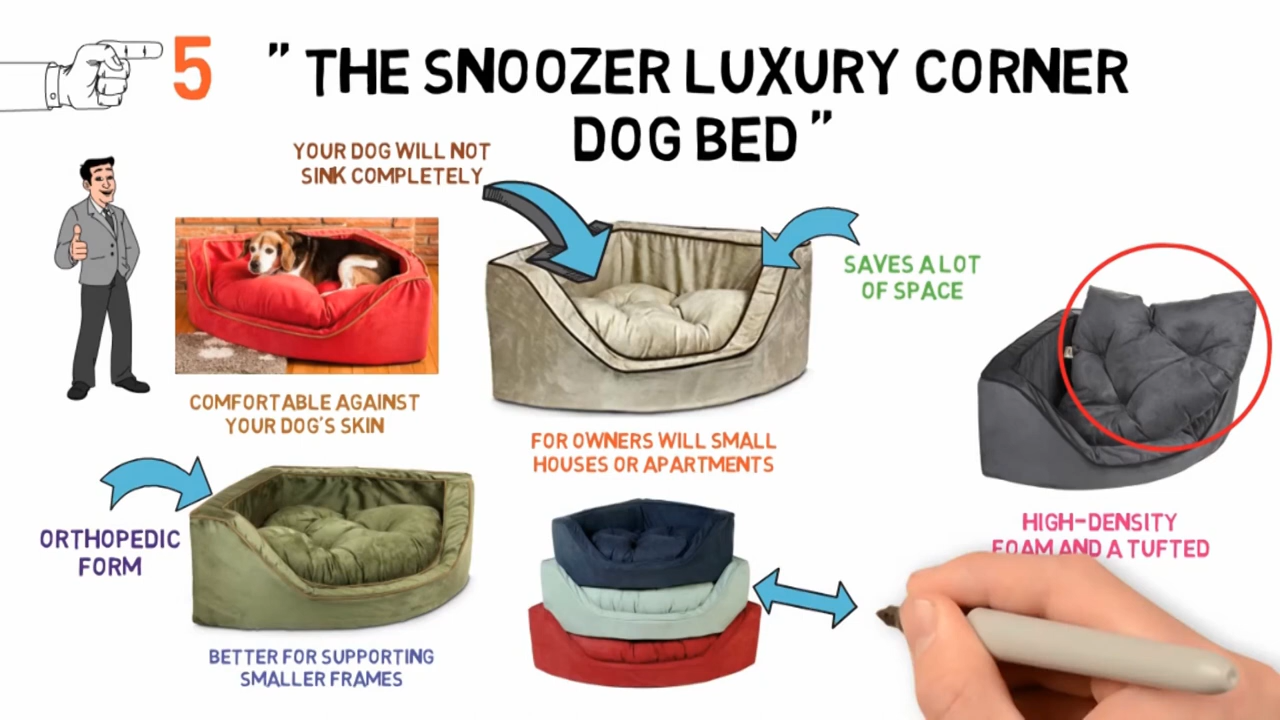 5
" THE SNOOZER LUXURY CORNER
DOG BED "
YOUR DOG WILL NOT
SINK COMPLETELY
SAVES A LOT
OF SPACE
COMFORTABLE AGAINST
YOUR DOG'S SKIN
FOR OWNERS WILL SMALL
HOUSES OR APARTMENTS
ORTHOPEDIC
FORM
HIGH-DENSITY
FOAM AND A TUFTED
BETTER FOR SUPPORTING
SMALLER FRAMES